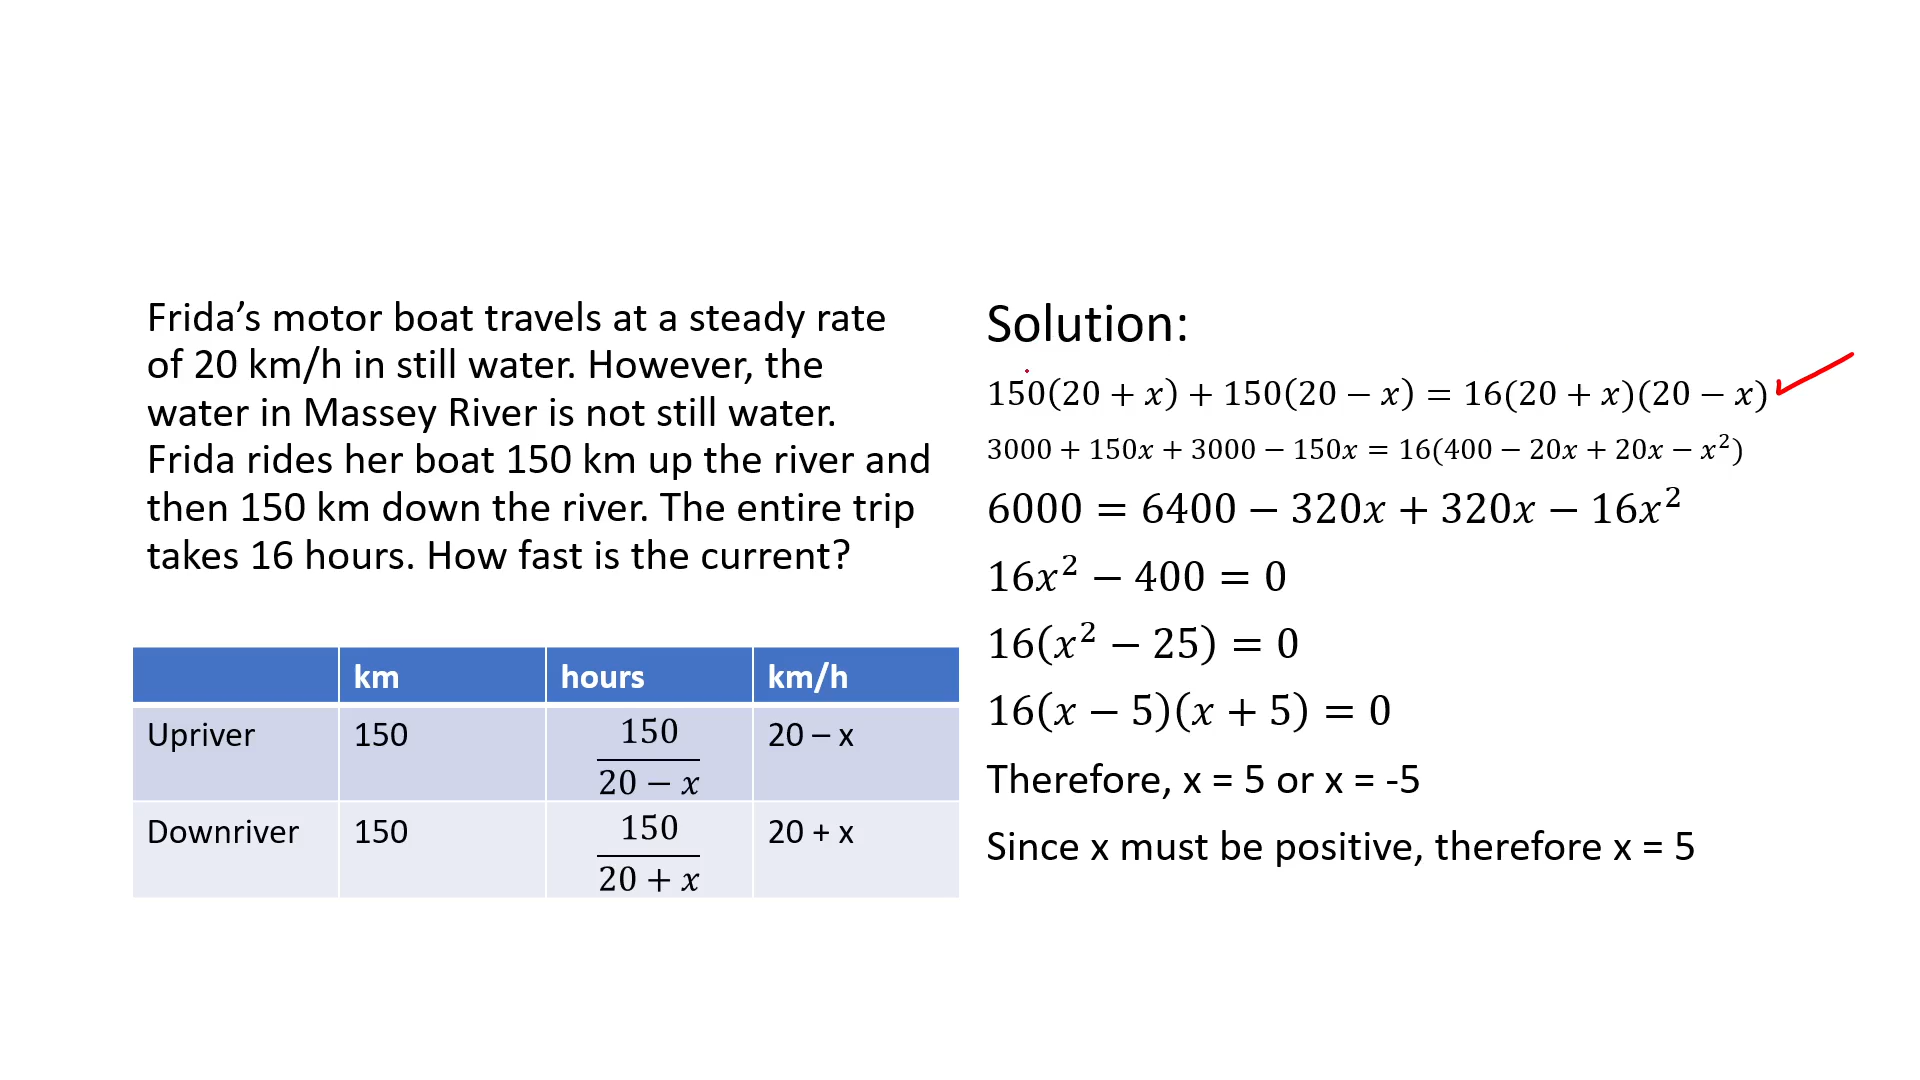 Frida’s motor boat travels at a steady rate
of 20 km/h in still water. However, the
water in Massey River is not still water.
Frida rides her boat 150 km up the river and
then 150 km down the river. The entire trip
takes 16 hours. How fast is the current?
km hours km/h
Upriver 150 150/(20 − x) 20 – x
Downriver 150 150/(20 + x) 20 + x
Solution:
150(20 + x) + 150(20 − x) = 16(20 + x)(20 − x)
3000 + 150x + 3000 − 150x = 16(400 − 20x + 20x − x²)
6000 = 6400 − 320x + 320x − 16x²
16x² − 400 = 0
16(x² − 25) = 0
16(x − 5)(x + 5) = 0
Therefore, x = 5 or x = -5
Since x must be positive, therefore x = 5